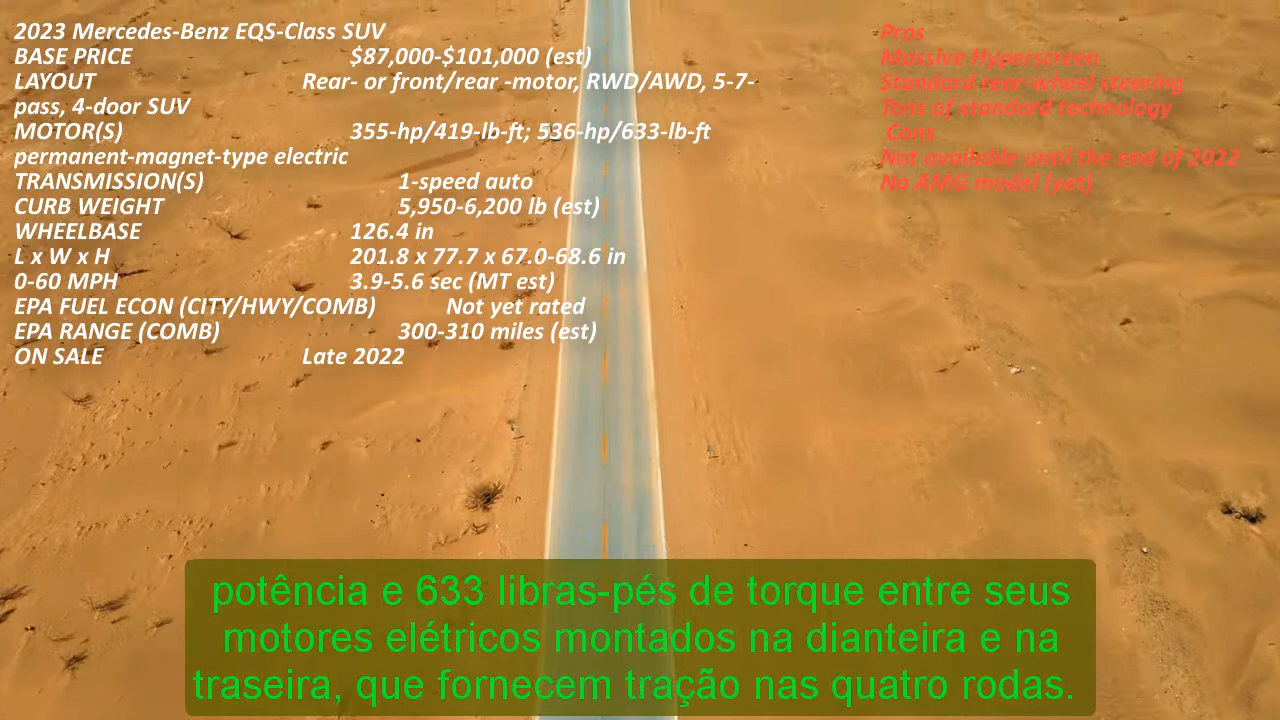 2023 Mercedes-Benz EQS-Class SUV
BASE PRICE $87,000-$101,000 (est)
LAYOUT Rear- or front/rear -motor, RWD/AWD, 5-7-
pass, 4-door SUV
MOTOR(S) 355-hp/419-lb-ft; 536-hp/633-lb-ft
permanent-magnet-type electric
TRANSMISSION(S) 1-speed auto
CURB WEIGHT 5,950-6,200 lb (est)
WHEELBASE 126.4 in
L x W x H 201.8 x 77.7 x 67.0-68.6 in
0-60 MPH 3.9-5.6 sec (MT est)
EPA FUEL ECON (CITY/HWY/COMB) Not yet rated
EPA RANGE (COMB) 300-310 miles (est)
ON SALE Late 2022
Pros
Massive Hyperscreen
Standard rear-wheel steering
Tons of standard technology
Cons
Not available until the end of 2022
No AMG model (yet)
potência e 633 libras-pés de torque entre seus
motores elétricos montados na dianteira e na
traseira, que fornecem tração nas quatro rodas.